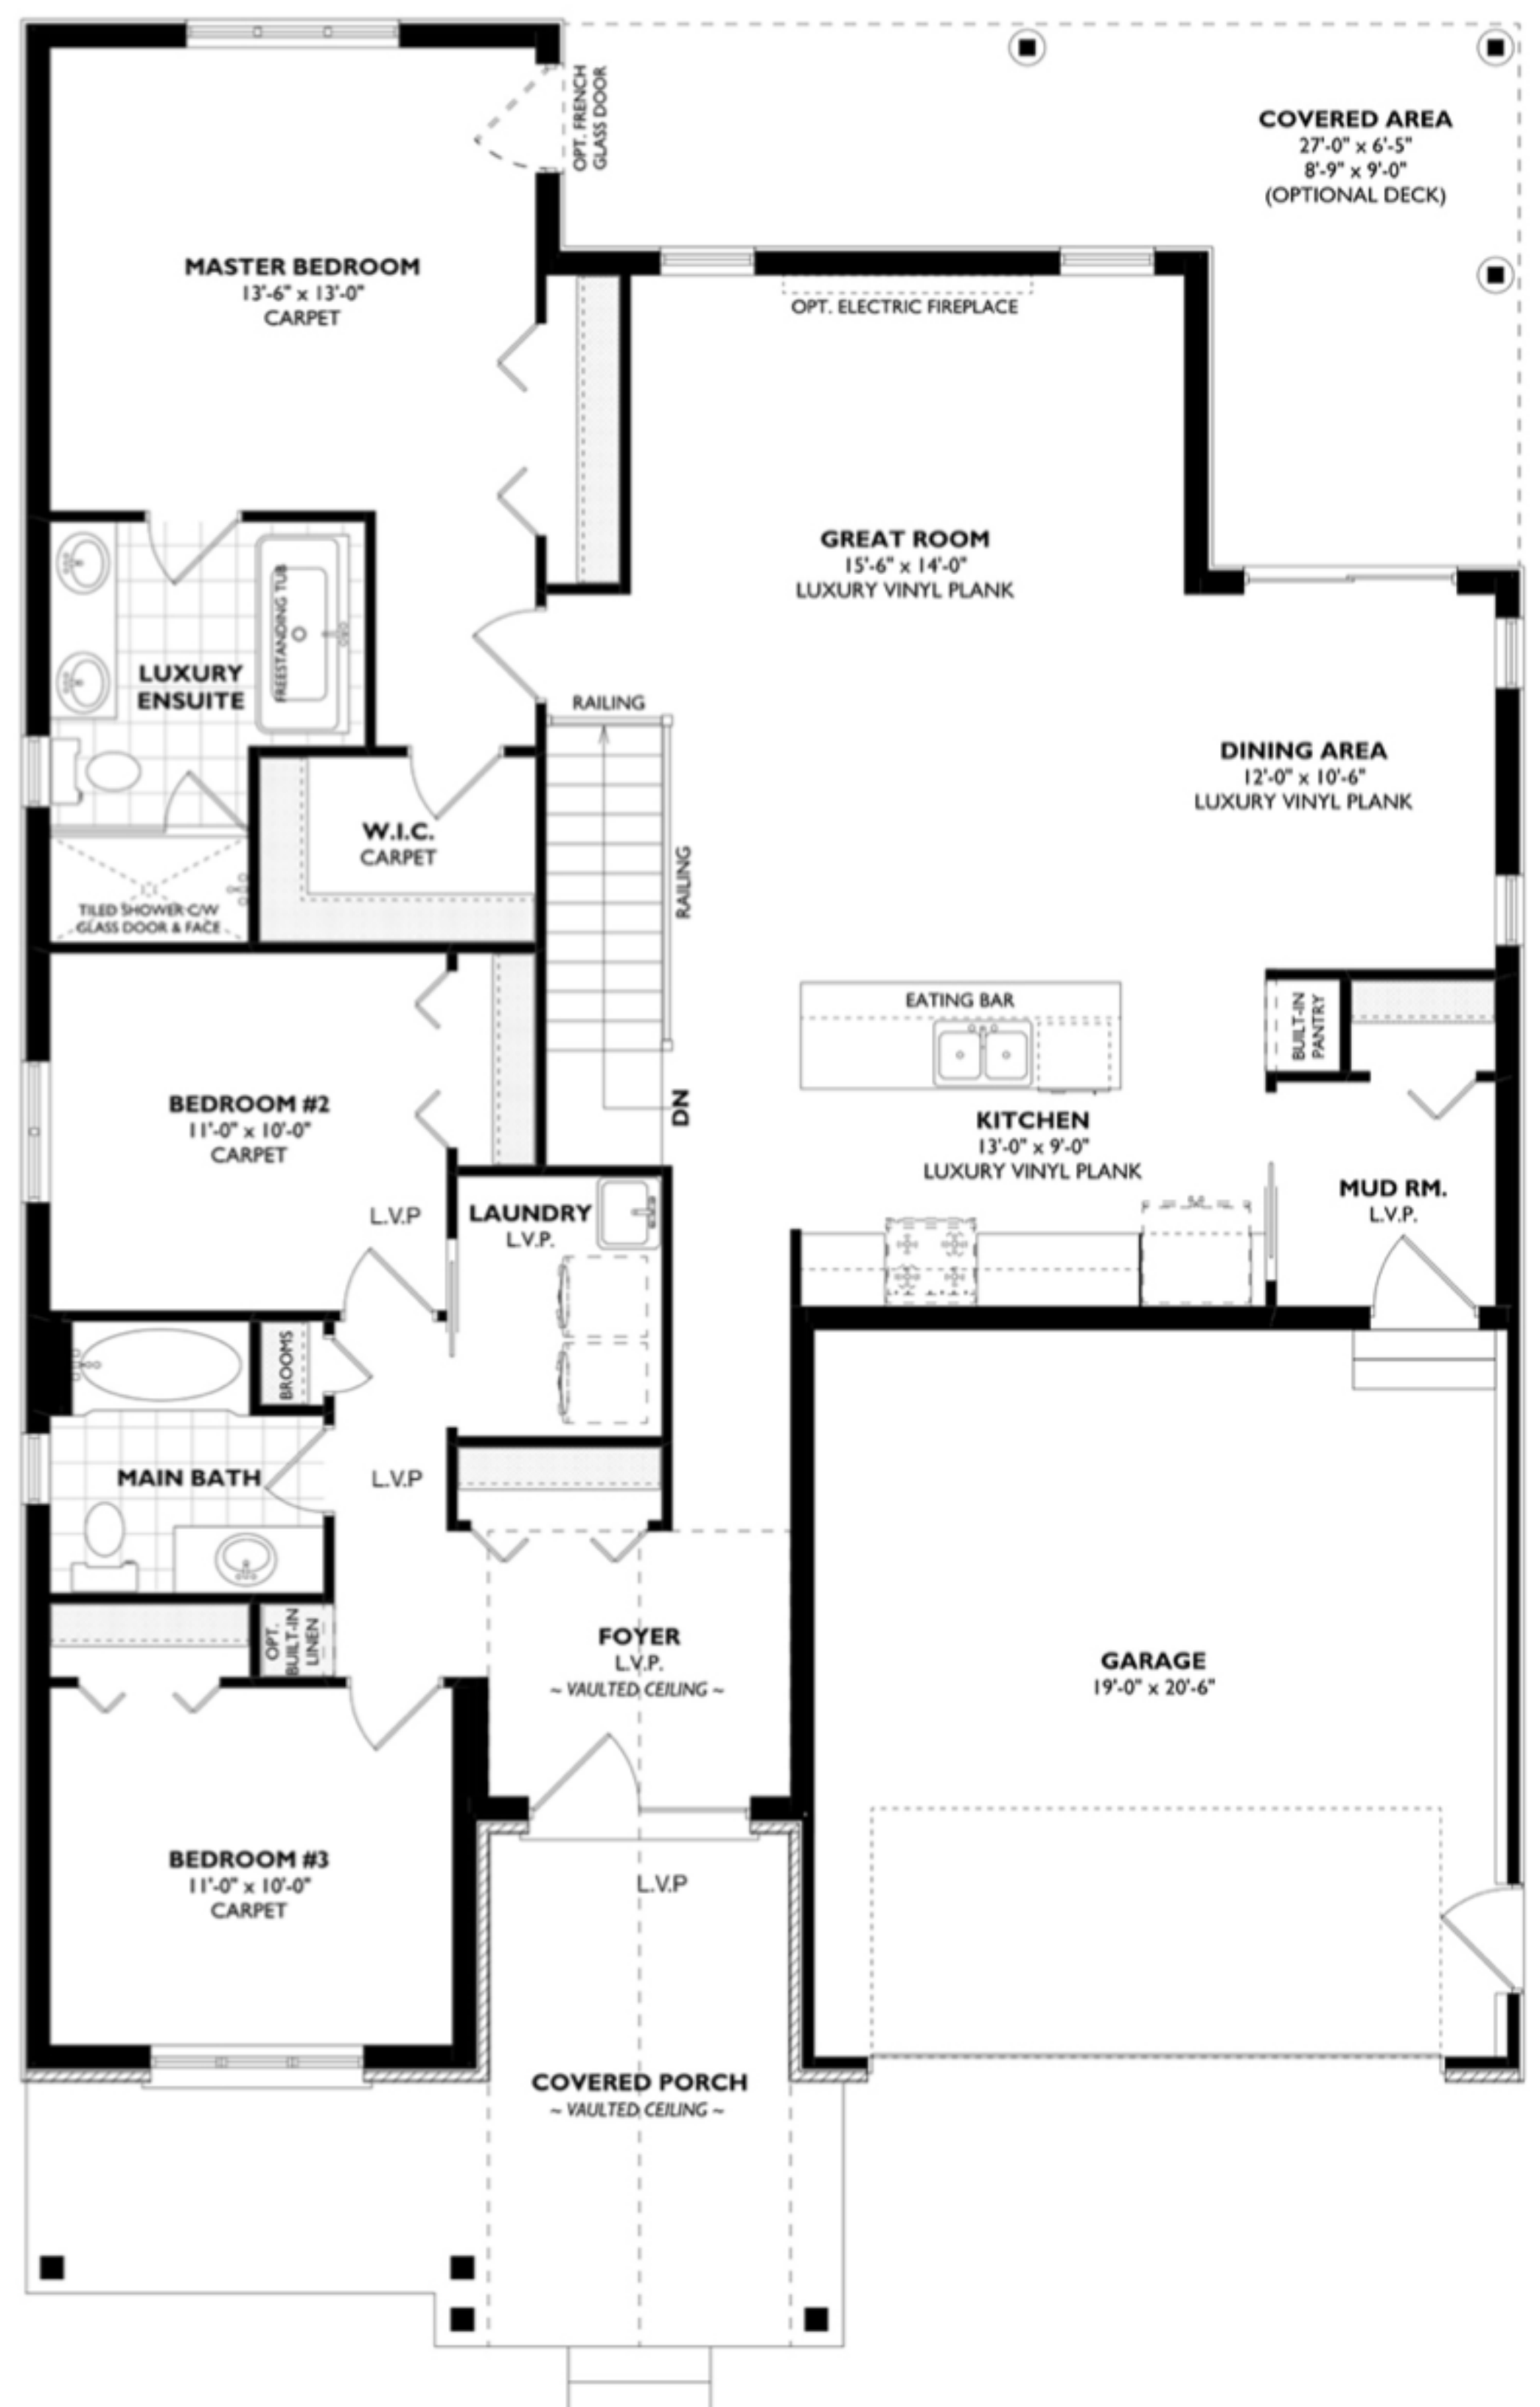 OPT. FRENCH
GLASS DOOR
COVERED AREA
27'-0" x 6'-5"
8'-9" x 9'-0"
(OPTIONAL DECK)
MASTER BEDROOM
13'-6" x 13'-0"
CARPET
OPT. ELECTRIC FIREPLACE
GREAT ROOM
15'-6" x 14'-0"
LUXURY VINYL PLANK
FREESTANDING TUB
LUXURY
ENSUITE
RAILING
DINING AREA
12'-0" x 10'-6"
LUXURY VINYL PLANK
W.I.C.
CARPET
RAILING
TILED SHOWER C/W
GLASS DOOR & FACE
EATING BAR
BUILT-IN
PANTRY
BEDROOM #2
11'-0" x 10'-0"
CARPET
DN
KITCHEN
13'-0" x 9'-0"
LUXURY VINYL PLANK
MUD RM.
L.V.P.
L.V.P
LAUNDRY
L.V.P.
BROOMS
MAIN BATH
L.V.P
OPT.
BUILT-IN
LINEN
FOYER
L.V.P.
~ VAULTED CEILING ~
GARAGE
19'-0" x 20'-6"
BEDROOM #3
11'-0" x 10'-0"
CARPET
L.V.P
COVERED PORCH
~ VAULTED CEILING ~